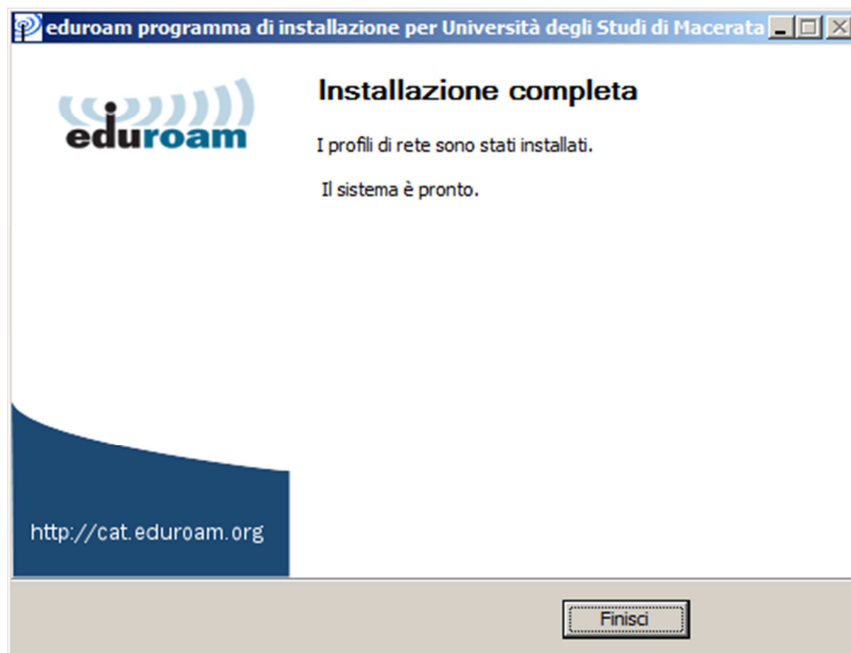 eduroam programma di installazione per Università degli Studi di Macerata
eduroam
Installazione completa
I profili di rete sono stati installati.
Il sistema è pronto.
http://cat.eduroam.org
Finisci